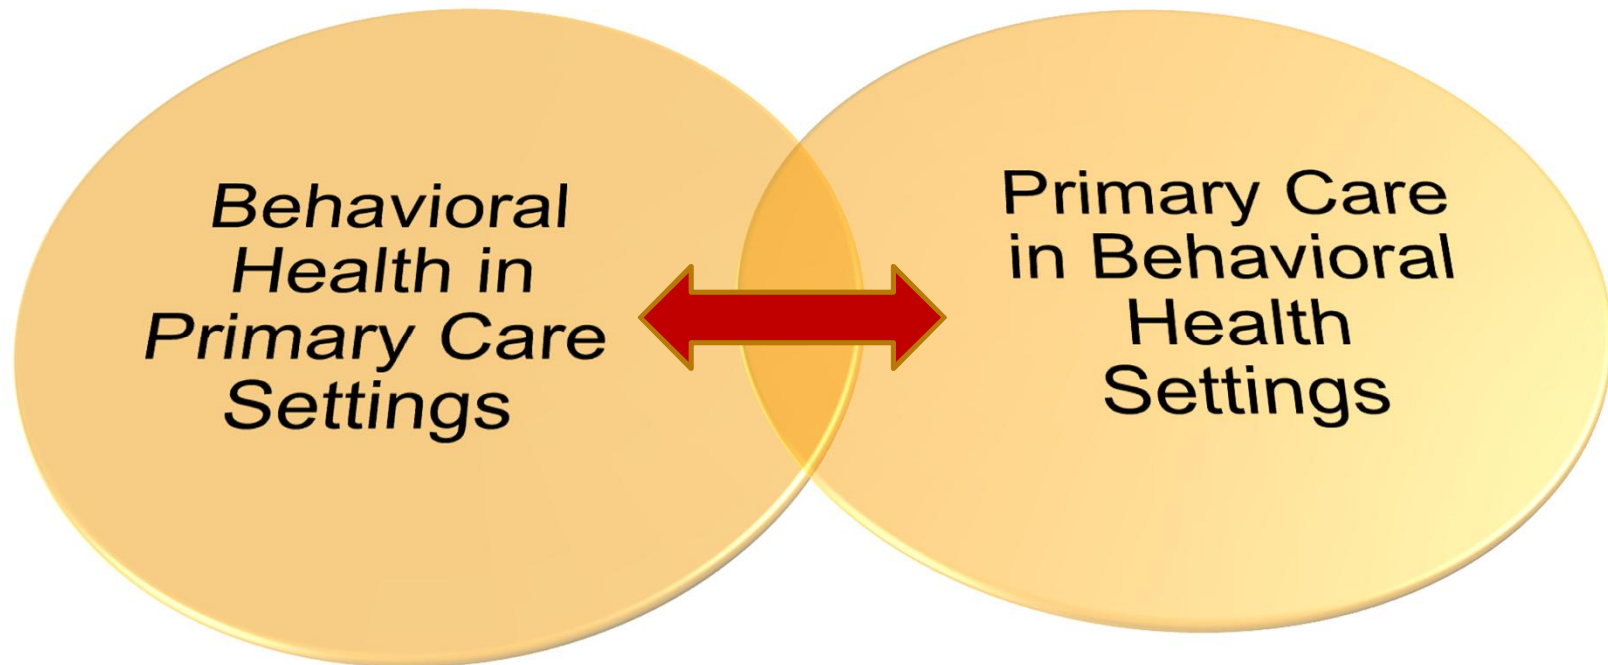 Behavioral
Health in
Primary Care
Settings
Primary Care
in Behavioral
Health
Settings